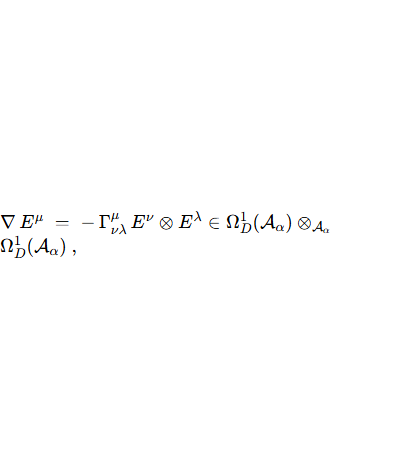 ∇ E^μ = − Γ^μ_{νλ} E^ν ⊗ E^λ ∈ Ω^1_D(𝒜_α) ⊗_{𝒜_α}
Ω^1_D(𝒜_α) ,